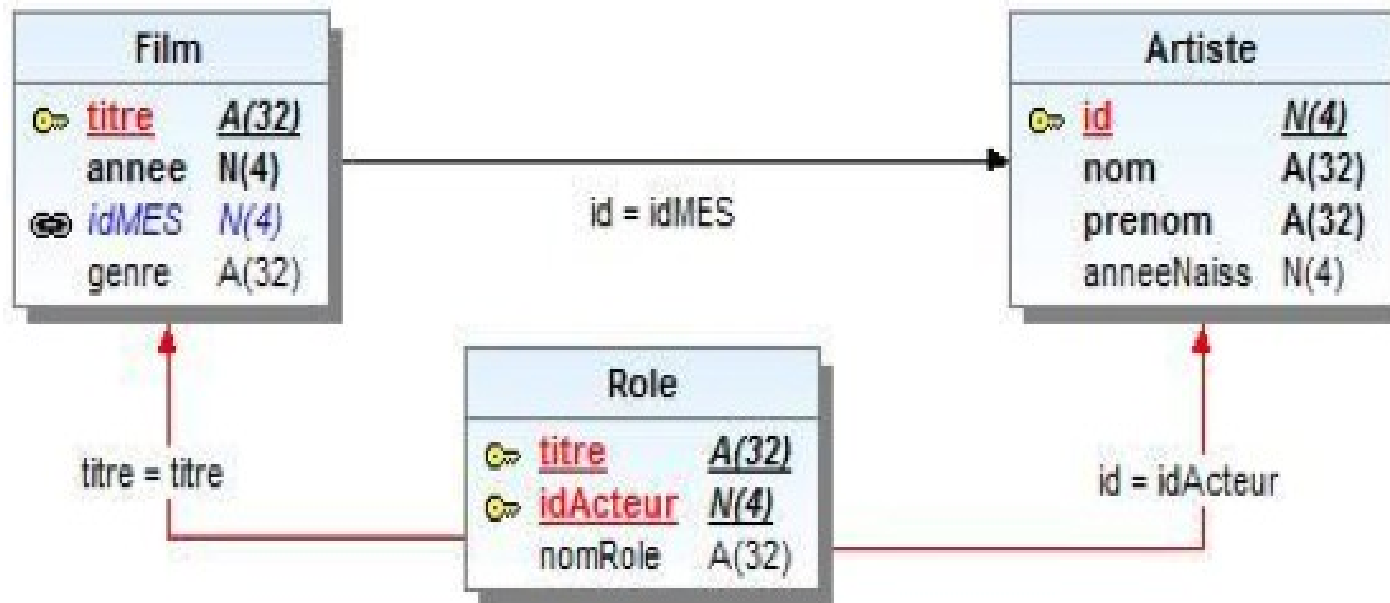 Film
titre A(32)
annee N(4)
idMES N(4)
genre A(32)
id = idMES
Artiste
id N(4)
nom A(32)
prenom A(32)
anneeNaiss N(4)
Role
titre A(32)
idActeur N(4)
nomRole A(32)
titre = titre
id = idActeur